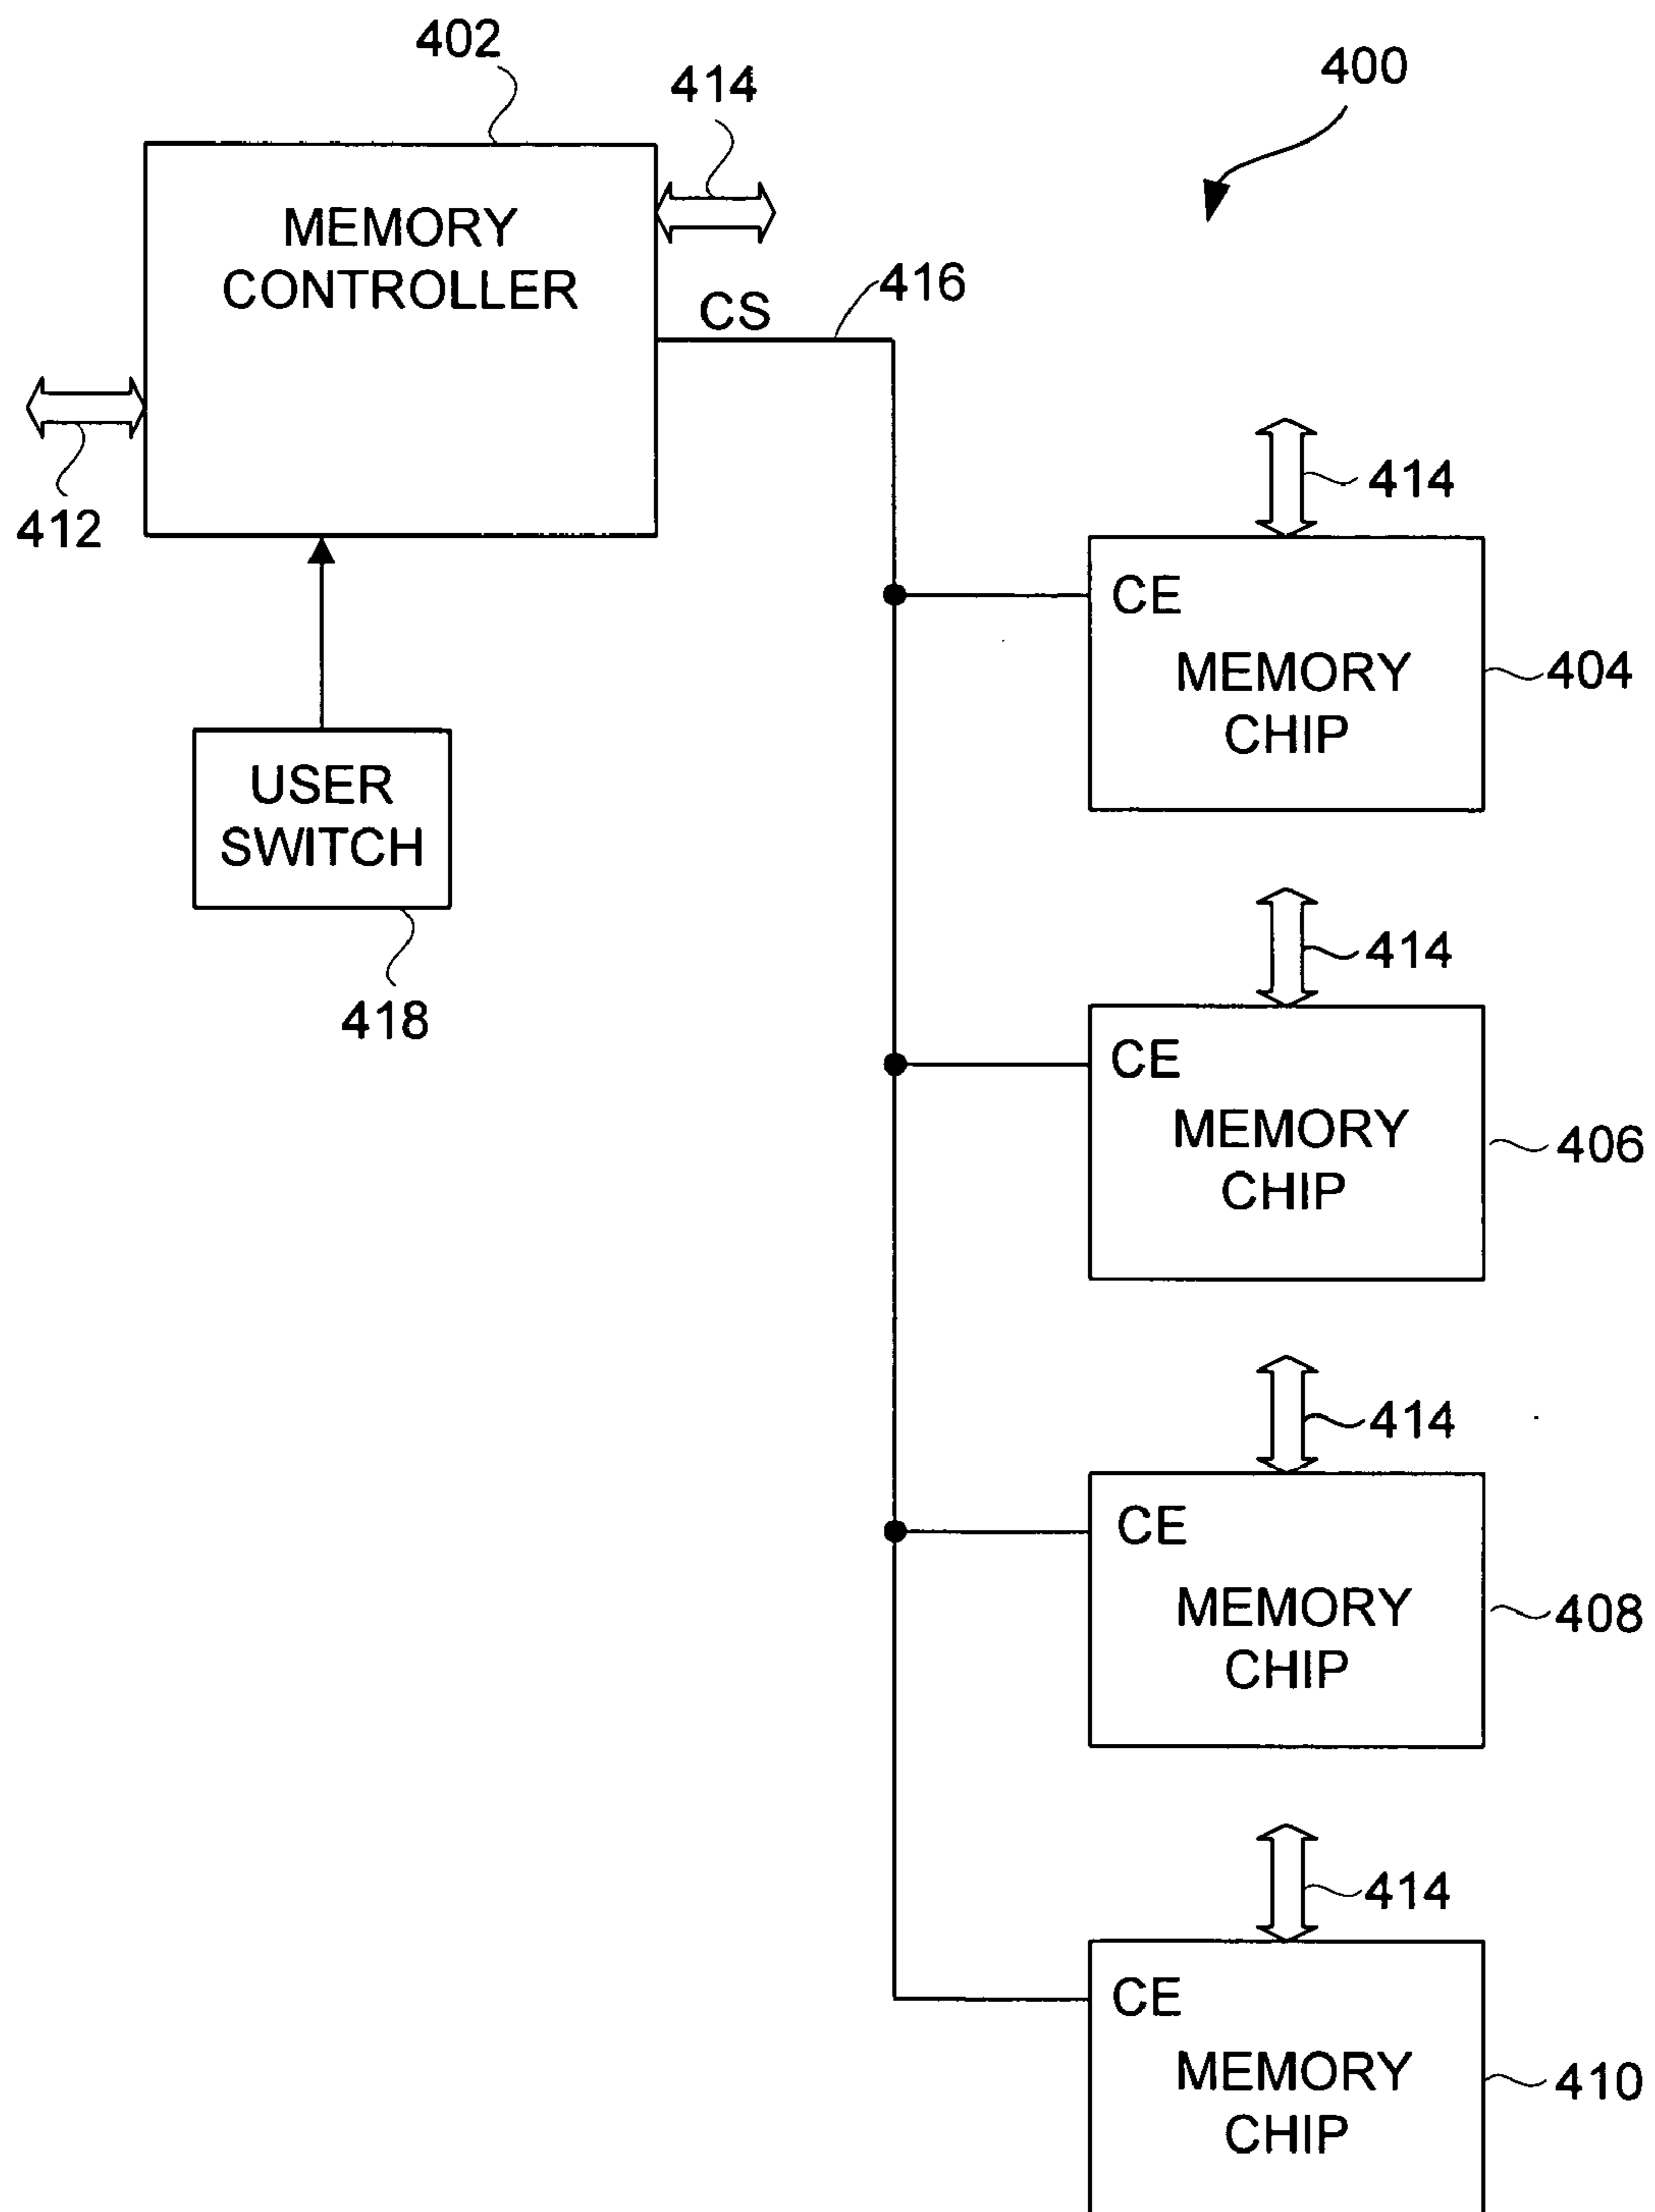 402
400
414
MEMORY
CONTROLLER
416
CS
412
414
CE
MEMORY
CHIP
404
USER
SWITCH
418
414
CE
MEMORY
CHIP
406
414
CE
MEMORY
CHIP
408
414
CE
MEMORY
CHIP
410